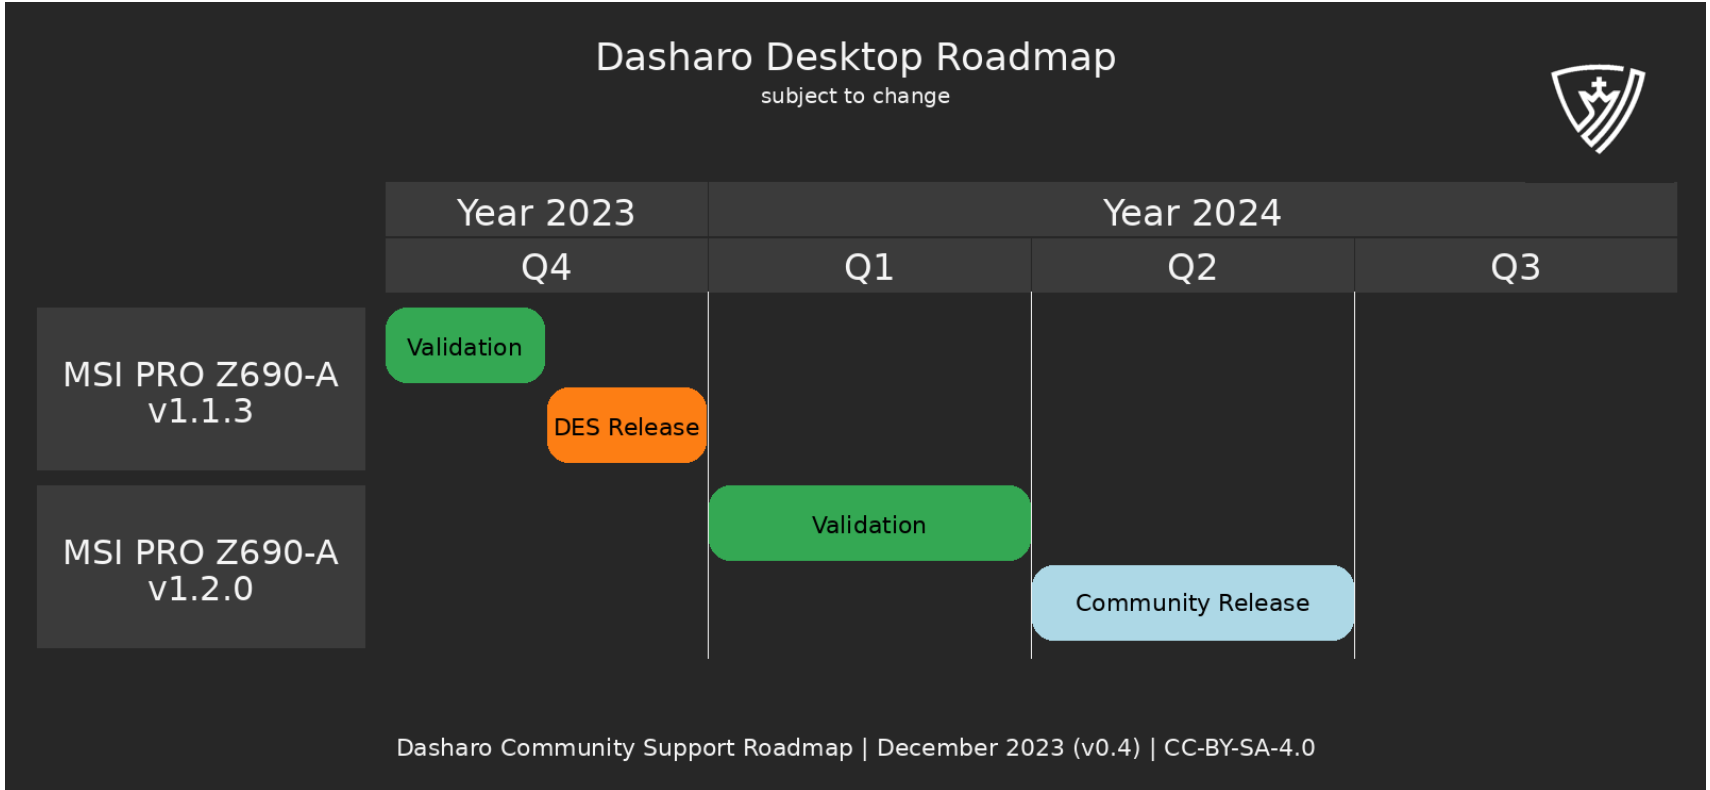 Dasharo Desktop Roadmap
subject to change
Year 2023
Year 2024
Q4
Q1
Q2
Q3
MSI PRO Z690-A
v1.1.3
Validation
DES Release
MSI PRO Z690-A
v1.2.0
Validation
Community Release
Dasharo Community Support Roadmap | December 2023 (v0.4) | CC-BY-SA-4.0